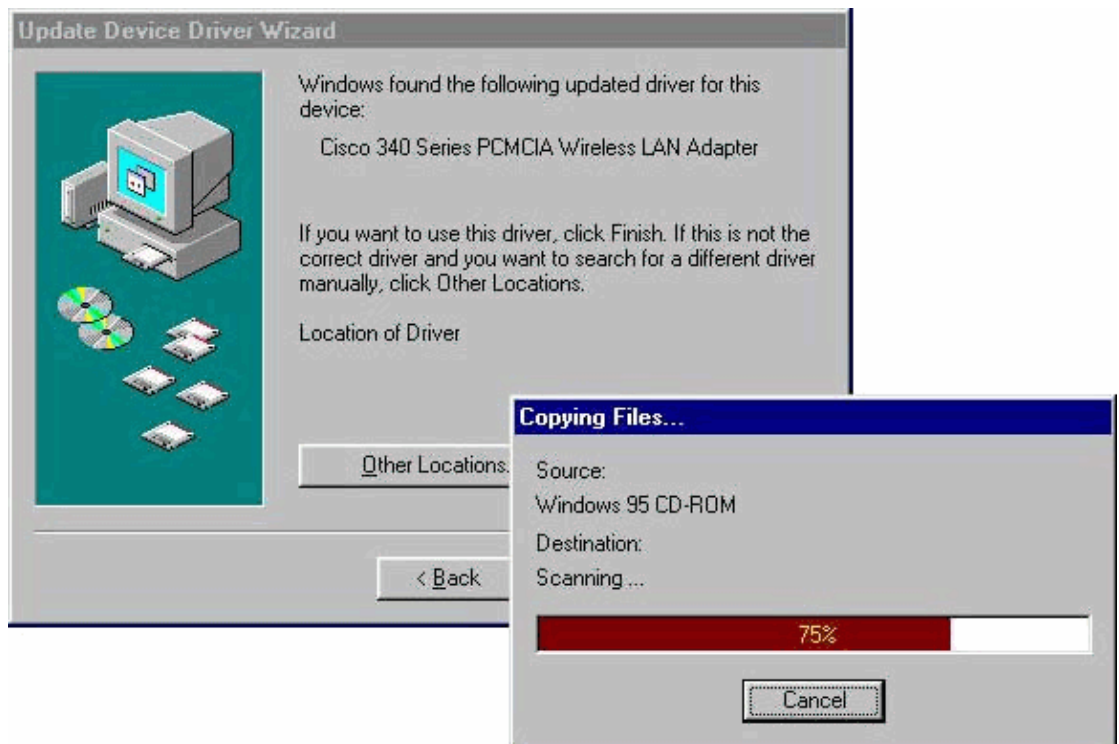 Update Device Driver Wizard
Windows found the following updated driver for this
device:
Cisco 340 Series PCMCIA Wireless LAN Adapter
If you want to use this driver, click Finish. If this is not the
correct driver and you want to search for a different driver
manually, click Other Locations.
Location of Driver
Other Locations.
< Back
Copying Files...
Source:
Windows 95 CD-ROM
Destination:
Scanning ...
75%
Cancel